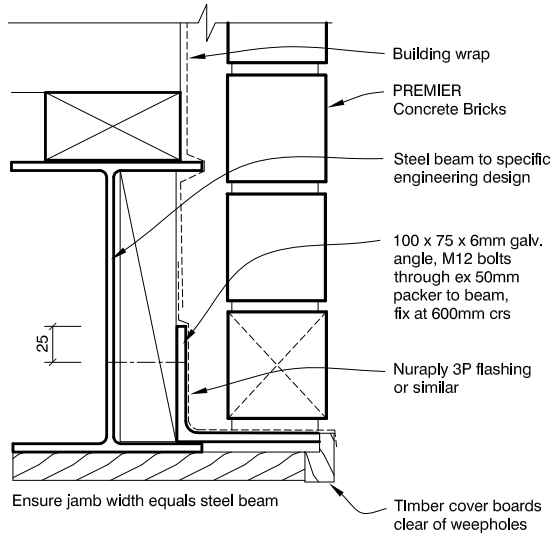 Building wrap
PREMIER
Concrete Bricks
Steel beam to specific
engineering design
100 x 75 x 6mm galv.
angle, M12 bolts
through ex 50mm
packer to beam,
fix at 600mm crs
25
Nuraply 3P flashing
or similar
Ensure jamb width equals steel beam
TImber cover boards
clear of weepholes